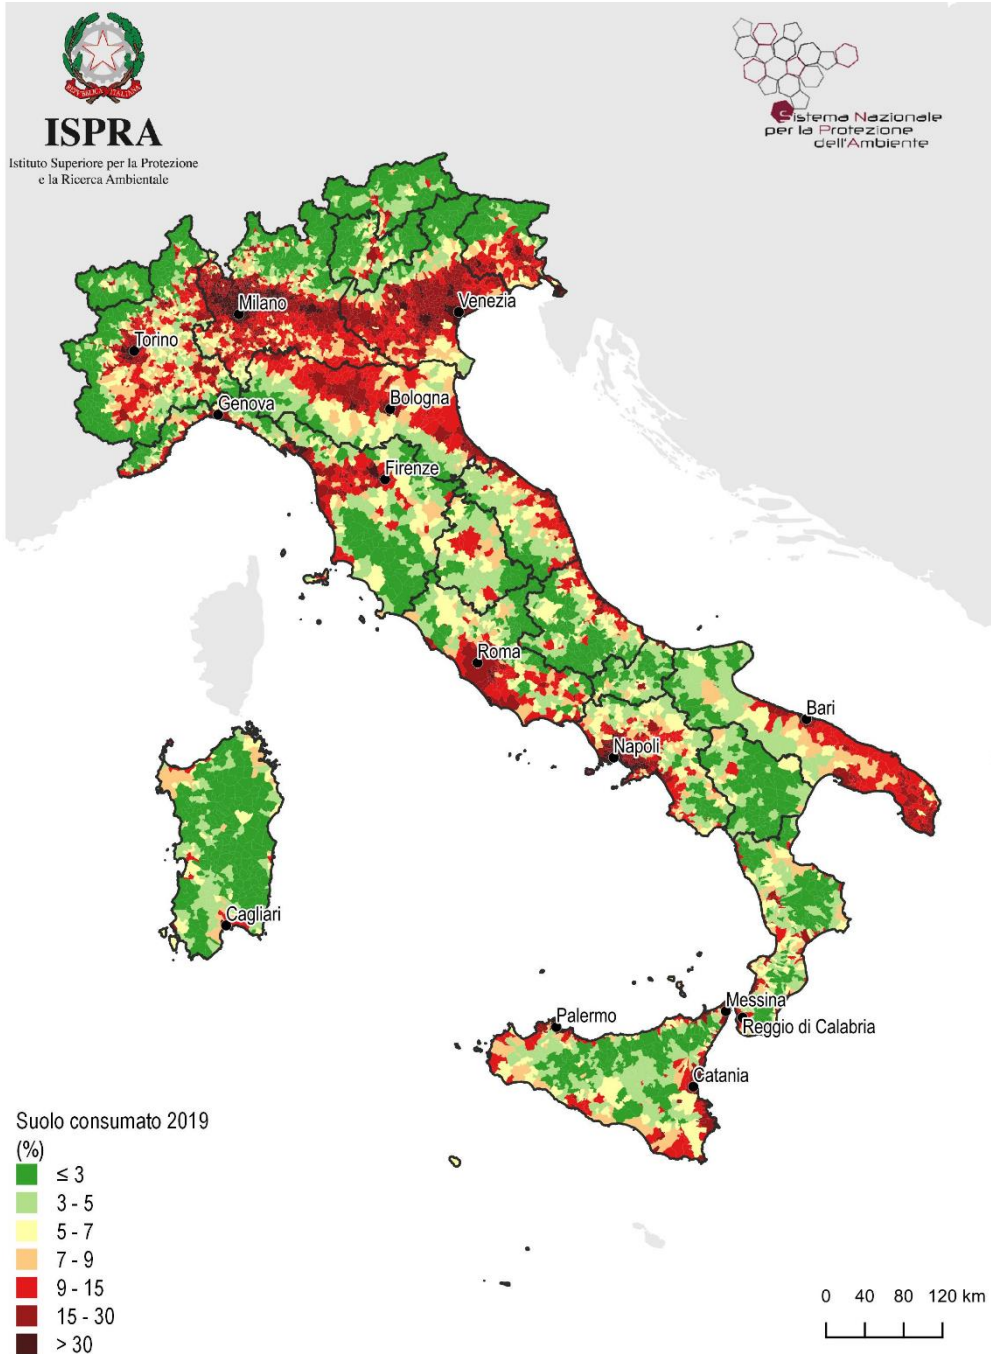 REPVBBLICA ITALIANA
ISPRA
Istituto Superiore per la Protezione
e la Ricerca Ambientale
Sistema Nazionale
per la Protezione
dell'Ambiente
Milano
Venezia
Torino
Genova
Bologna
Firenze
Roma
Bari
Napoli
Cagliari
Messina
Palermo
Reggio di Calabria
Catania
Suolo consumato 2019
(%)
≤ 3
3 - 5
5 - 7
7 - 9
9 - 15
15 - 30
> 30
0 40 80 120 km